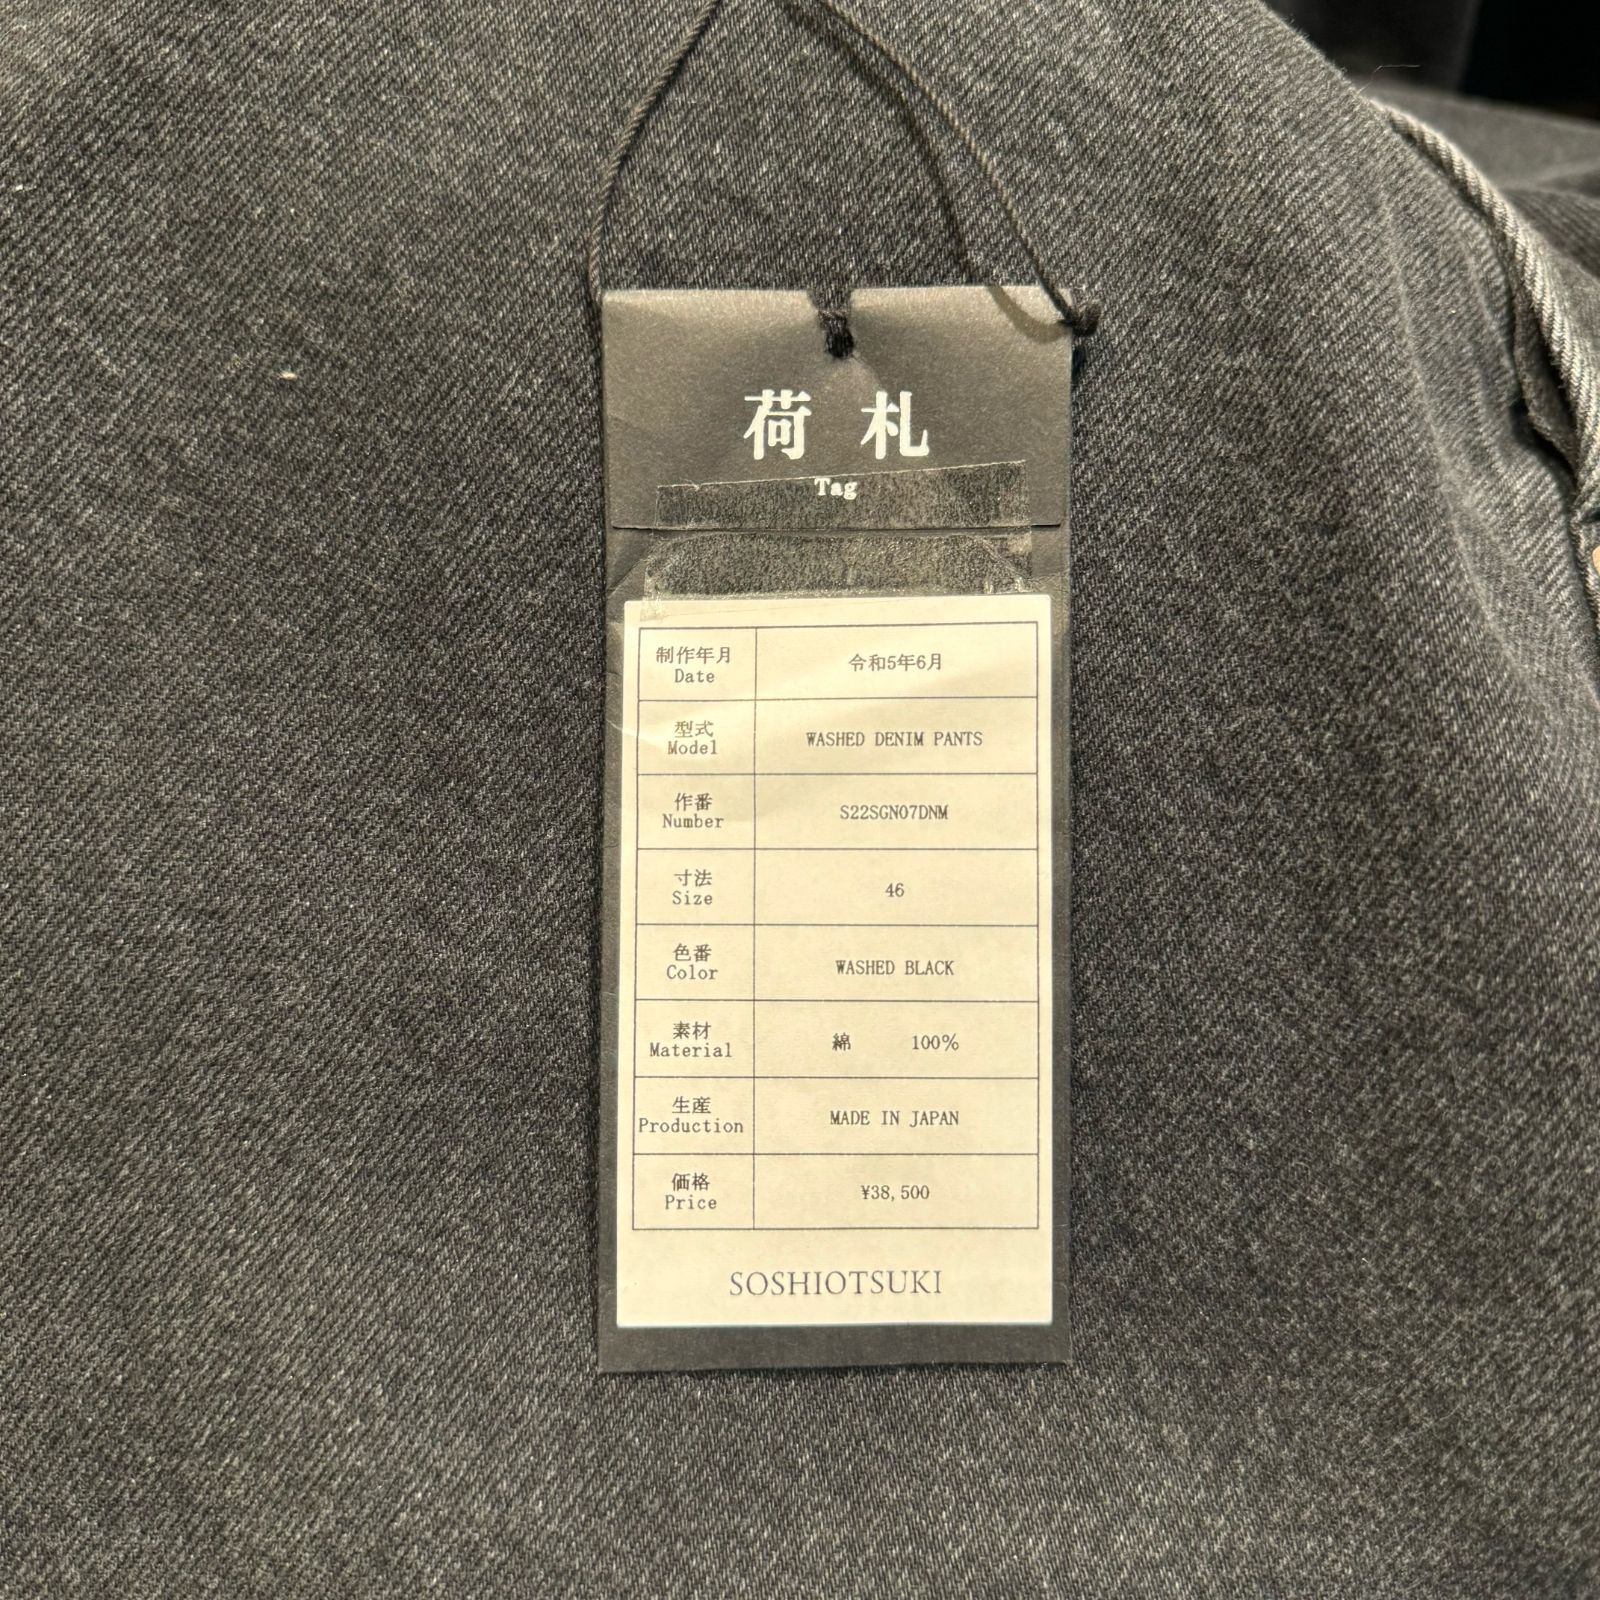 荷札
Tag
制作年月 令和5年6月
Date
型式 WASHED DENIM PANTS
Model
作番 S22SGN07DNM
Number
寸法 46
Size
色番 WASHED BLACK
Color
素材 綿 100%
Material
生産 MADE IN JAPAN
Production
価格 ¥38,500
Price
SOSHIOTSUKI